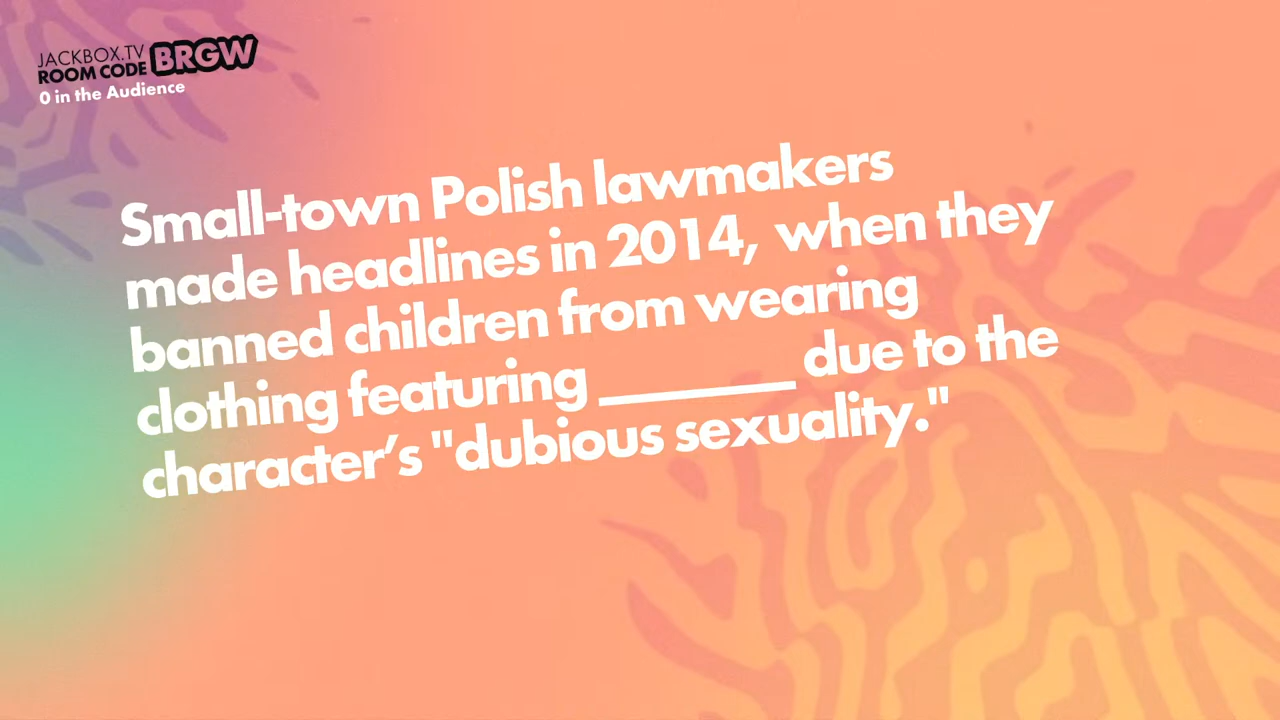 JACKBOX.TV
ROOM CODE BRGW
0 in the Audience
Small-town Polish lawmakers
made headlines in 2014, when they
banned children from wearing
clothing featuring ________ due to the
character’s "dubious sexuality."